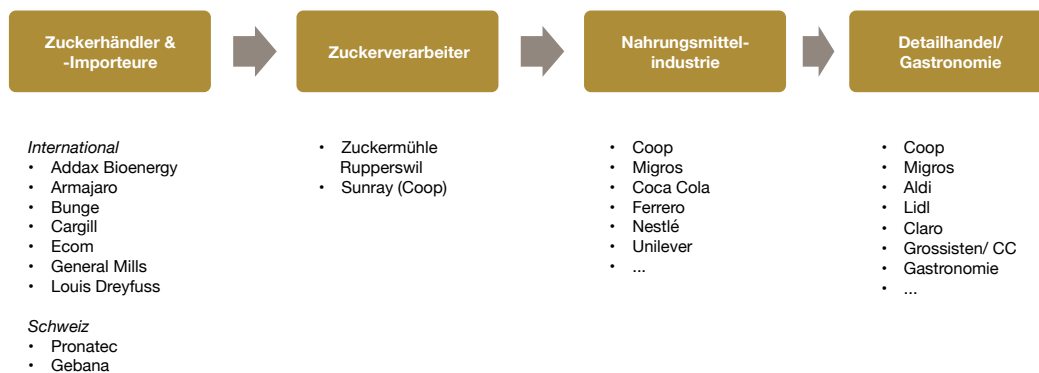 Zuckerhändler &
-Importeure
Zuckerverarbeiter
Nahrungsmittel-
industrie
Detailhandel/
Gastronomie
International
• Addax Bioenergy
• Armajaro
• Bunge
• Cargill
• Ecom
• General Mills
• Louis Dreyfuss
Schweiz
• Pronatec
• Gebana
• Zuckermühle
Rupperswil
• Sunray (Coop)
• Coop
• Migros
• Coca Cola
• Ferrero
• Nestlé
• Unilever
• ...
• Coop
• Migros
• Aldi
• Lidl
• Claro
• Grossisten/ CC
• Gastronomie
• ...